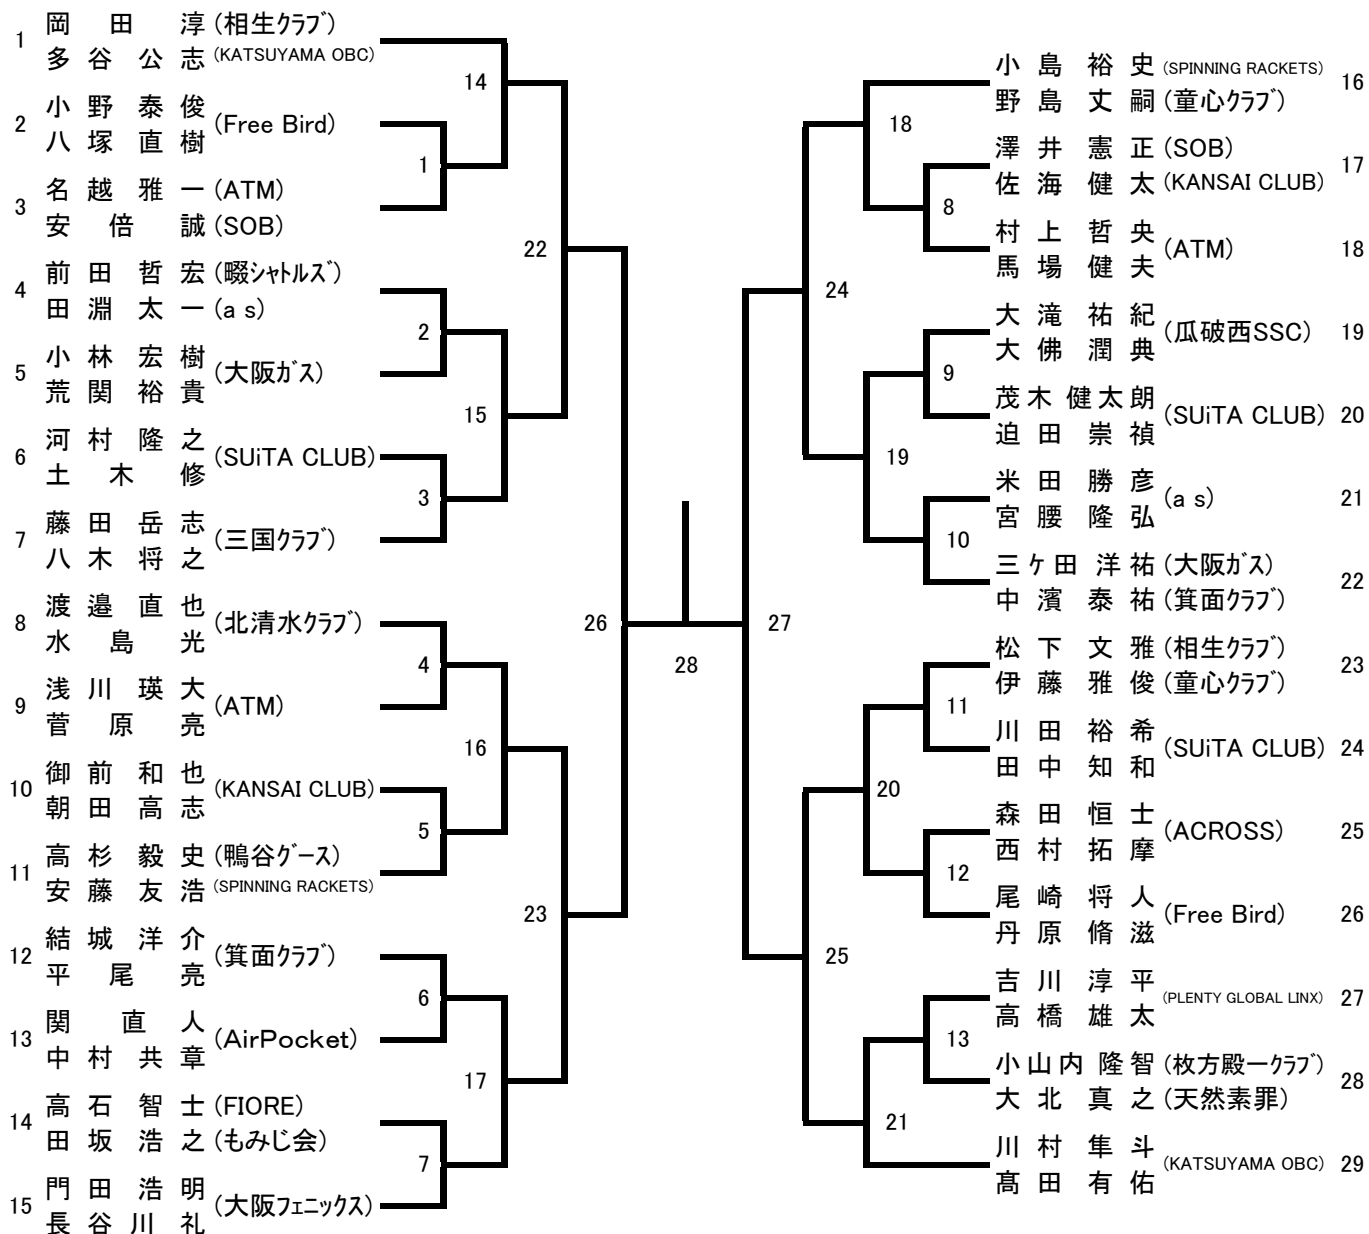 1 岡田淳 (相生クラブ)
多谷公志 (KATSUYAMA OBC)
2 小野泰俊 (Free Bird)
八塚直樹
3 名越雅一 (ATM)
安倍誠 (SOB)
4 前田哲宏 (畷シャトルズ)
田淵太一 (a s)
5 小林宏樹 (大阪ガス)
荒関裕貴
6 河村隆之 (SUiTA CLUB)
土木修
7 藤田岳志 (三国クラブ)
八木将之
8 渡邉直也 (北清水クラブ)
水島光
9 浅川瑛大 (ATM)
菅原亮
10 御前和也 (KANSAI CLUB)
朝田高志
11 高杉毅史 (鴨谷グース)
安藤友浩 (SPINNING RACKETS)
12 結城洋介 (箕面クラブ)
平尾亮
13 関直人 (AirPocket)
中村共章
14 高石智士 (FIORE)
田坂浩之 (もみじ会)
15 門田浩明 (大阪フェニックス)
長谷川礼
14
1
22
2
15
3
26
4
16
5
23
6
17
7
28
27
18
8
24
9
19
10
11
20
12
25
13
21
小島裕史 (SPINNING RACKETS) 16
野島丈嗣 (童心クラブ)
澤井憲正 (SOB) 17
佐海健太 (KANSAI CLUB)
村上哲央 (ATM) 18
馬場健夫
大滝祐紀 (瓜破西SSC) 19
大佛潤典
茂木健太朗 (SUiTA CLUB) 20
迫田崇禎
米田勝彦 (a s) 21
宮腰隆弘
三ヶ田洋祐 (大阪ガス) 22
中濱泰祐 (箕面クラブ)
松下文雅 (相生クラブ) 23
伊藤雅俊 (童心クラブ)
川田裕希 (SUiTA CLUB) 24
田中知和
森田恒士 (ACROSS) 25
西村拓摩
尾崎将人 (Free Bird) 26
丹原脩滋
吉川淳平 (PLENTY GLOBAL LINX) 27
高橋雄太
小山内隆智 (枚方殿一クラブ) 28
大北真之 (天然素罪)
川村隼斗 (KATSUYAMA OBC) 29
髙田有佑